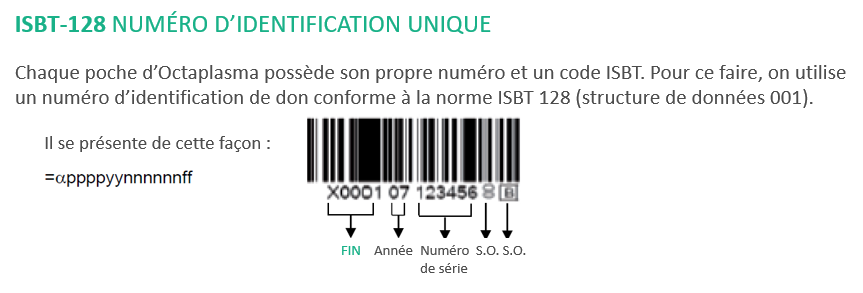 ISBT-128 NUMÉRO D’IDENTIFICATION UNIQUE
Chaque poche d’Octaplasma possède son propre numéro et un code ISBT. Pour ce faire, on utilise
un numéro d’identification de don conforme à la norme ISBT 128 (structure de données 001).
Il se présente de cette façon :
=αppppyynnnnnnff
X0001 07 123456 8 B
FIN Année Numéro S.O. S.O.
de série